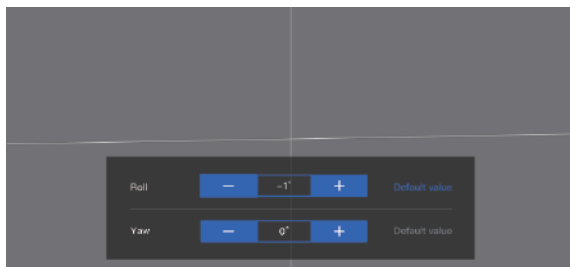 Roll − -1° + Default value
Yaw − 0° + Default value